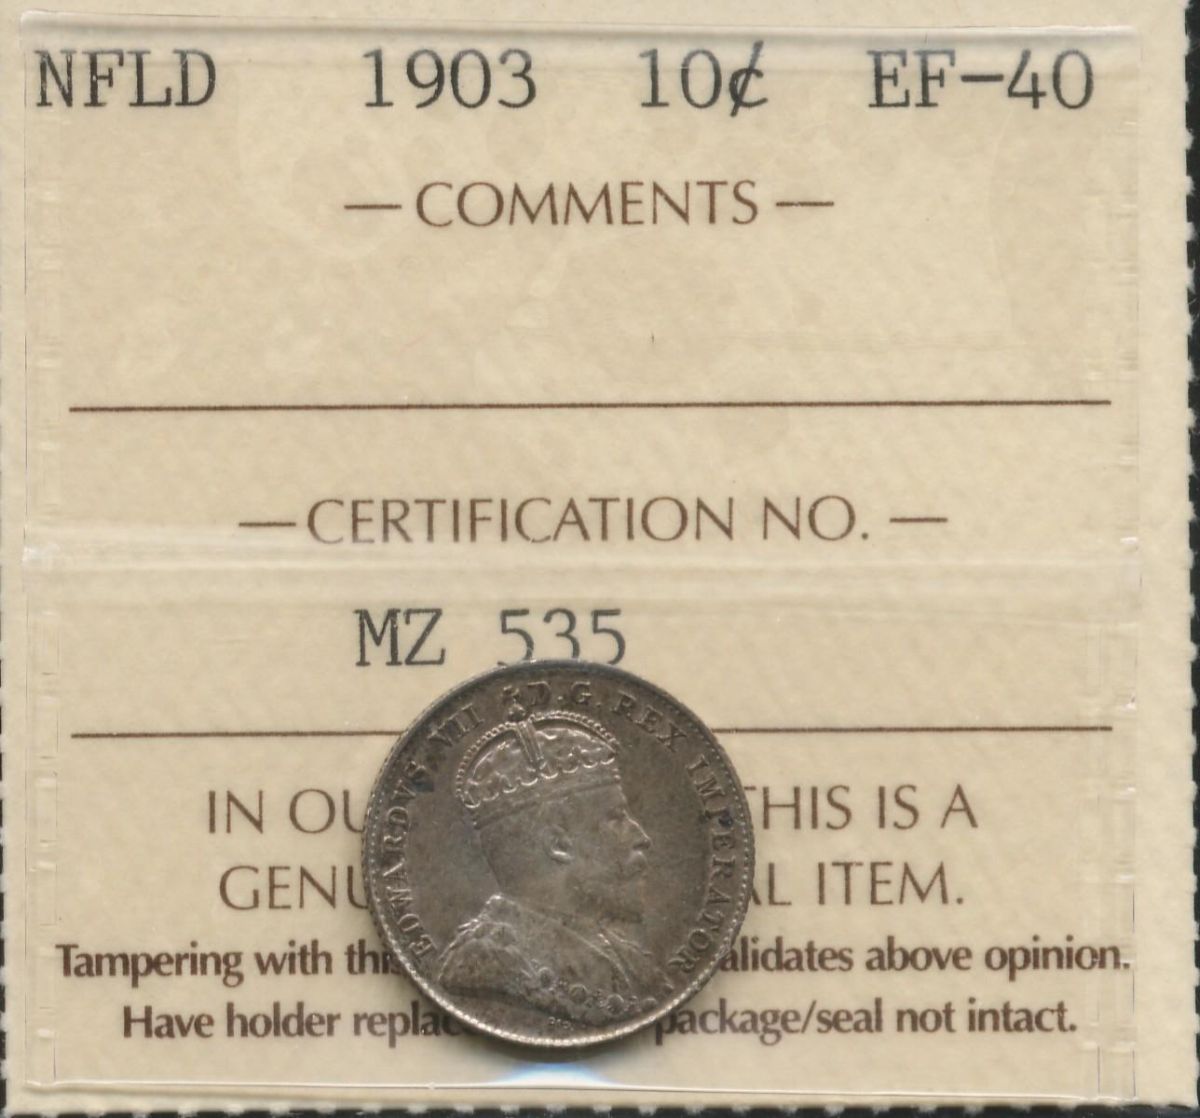 NFLD 1903 10¢ EF-40
— COMMENTS —
— CERTIFICATION NO. —
MZ 535
EDWARDVS VII D.G. REX IMPERATOR
IN OU THIS IS A
GENU AL ITEM.
Tampering with this alidates above opinion.
Have holder replac package/seal not intact.